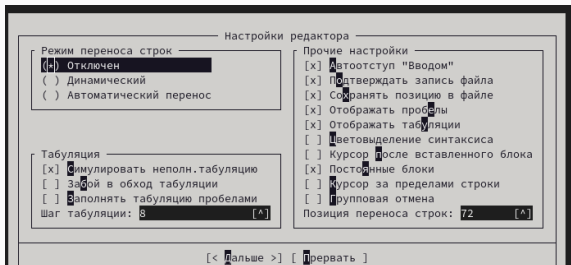 Настройки редактора
Режим переноса строк
(*) Отключен
( ) Динамический
( ) Автоматический перенос
Табуляция
[x] Симулировать неполн.табуляцию
[ ] Забой в обход табуляции
[ ] Заполнять табуляцию пробелами
Шаг табуляции: 8 [^]
Прочие настройки
[x] Автоотступ "Вводом"
[x] Подтверждать запись файла
[x] Сохранять позицию в файле
[x] Отображать пробелы
[x] Отображать табуляции
[ ] Цветовыделение синтаксиса
[ ] Курсор после вставленного блока
[x] Постоянные блоки
[ ] Курсор за пределами строки
[ ] Групповая отмена
Позиция переноса строк: 72 [^]
[< Дальше >] [ Прервать ]